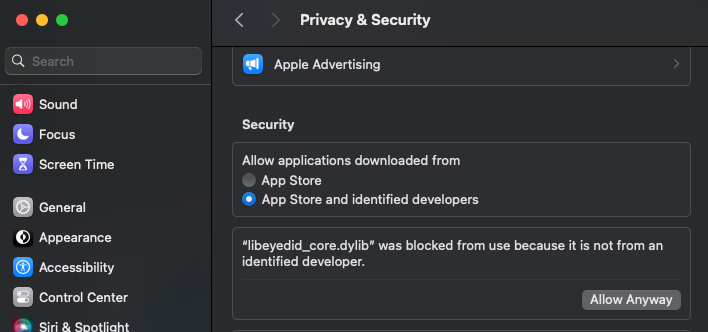 Privacy & Security
Search
Sound
Focus
Screen Time
General
Appearance
Accessibility
Control Center
Siri & Spotlight
Apple Advertising
Security
Allow applications downloaded from
App Store
App Store and identified developers
“libeyedid_core.dylib” was blocked from use because it is not from an
identified developer.
Allow Anyway